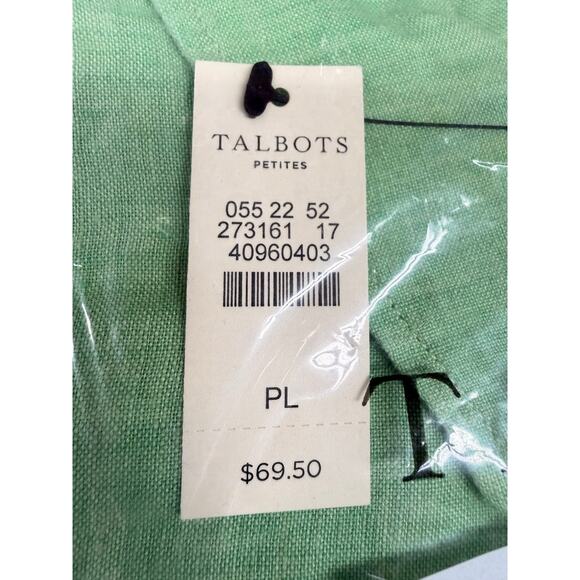 TALBOTS
PETITES
055 22 52
273161 17
40960403
PL
$69.50
T